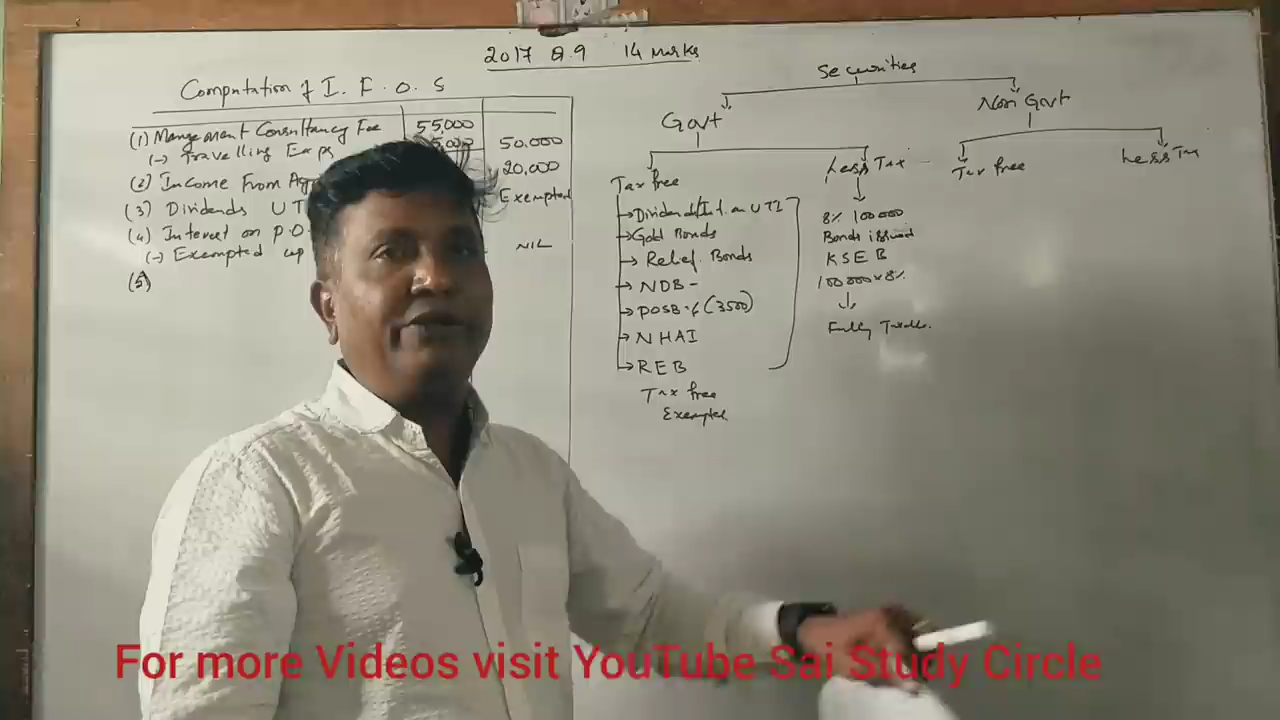 2017 Q.9 14 Marks
Computation of I. F. O. S
(1) Management Consultancy Fee 55,000
(-) Travelling Exps 50,000
(2) Income From 20,000
(3) Dividends Exempted
(4) Interest on P.O.
(-) Exempted up NIL
(5)
Securities
Govt
Non Govt
Tax free
Less Tax
Tax free
Less Tax
Dividend/Int. on UTI
Gold Bonds
Relief Bonds
NDB -
POSB (3500)
NHAI
REB
Tax free
Exempted
8% 100000
Bonds issued
KSEB
100000 x 8%
Fully Taxable.
For more Videos visit YouTube Sai Study Circle